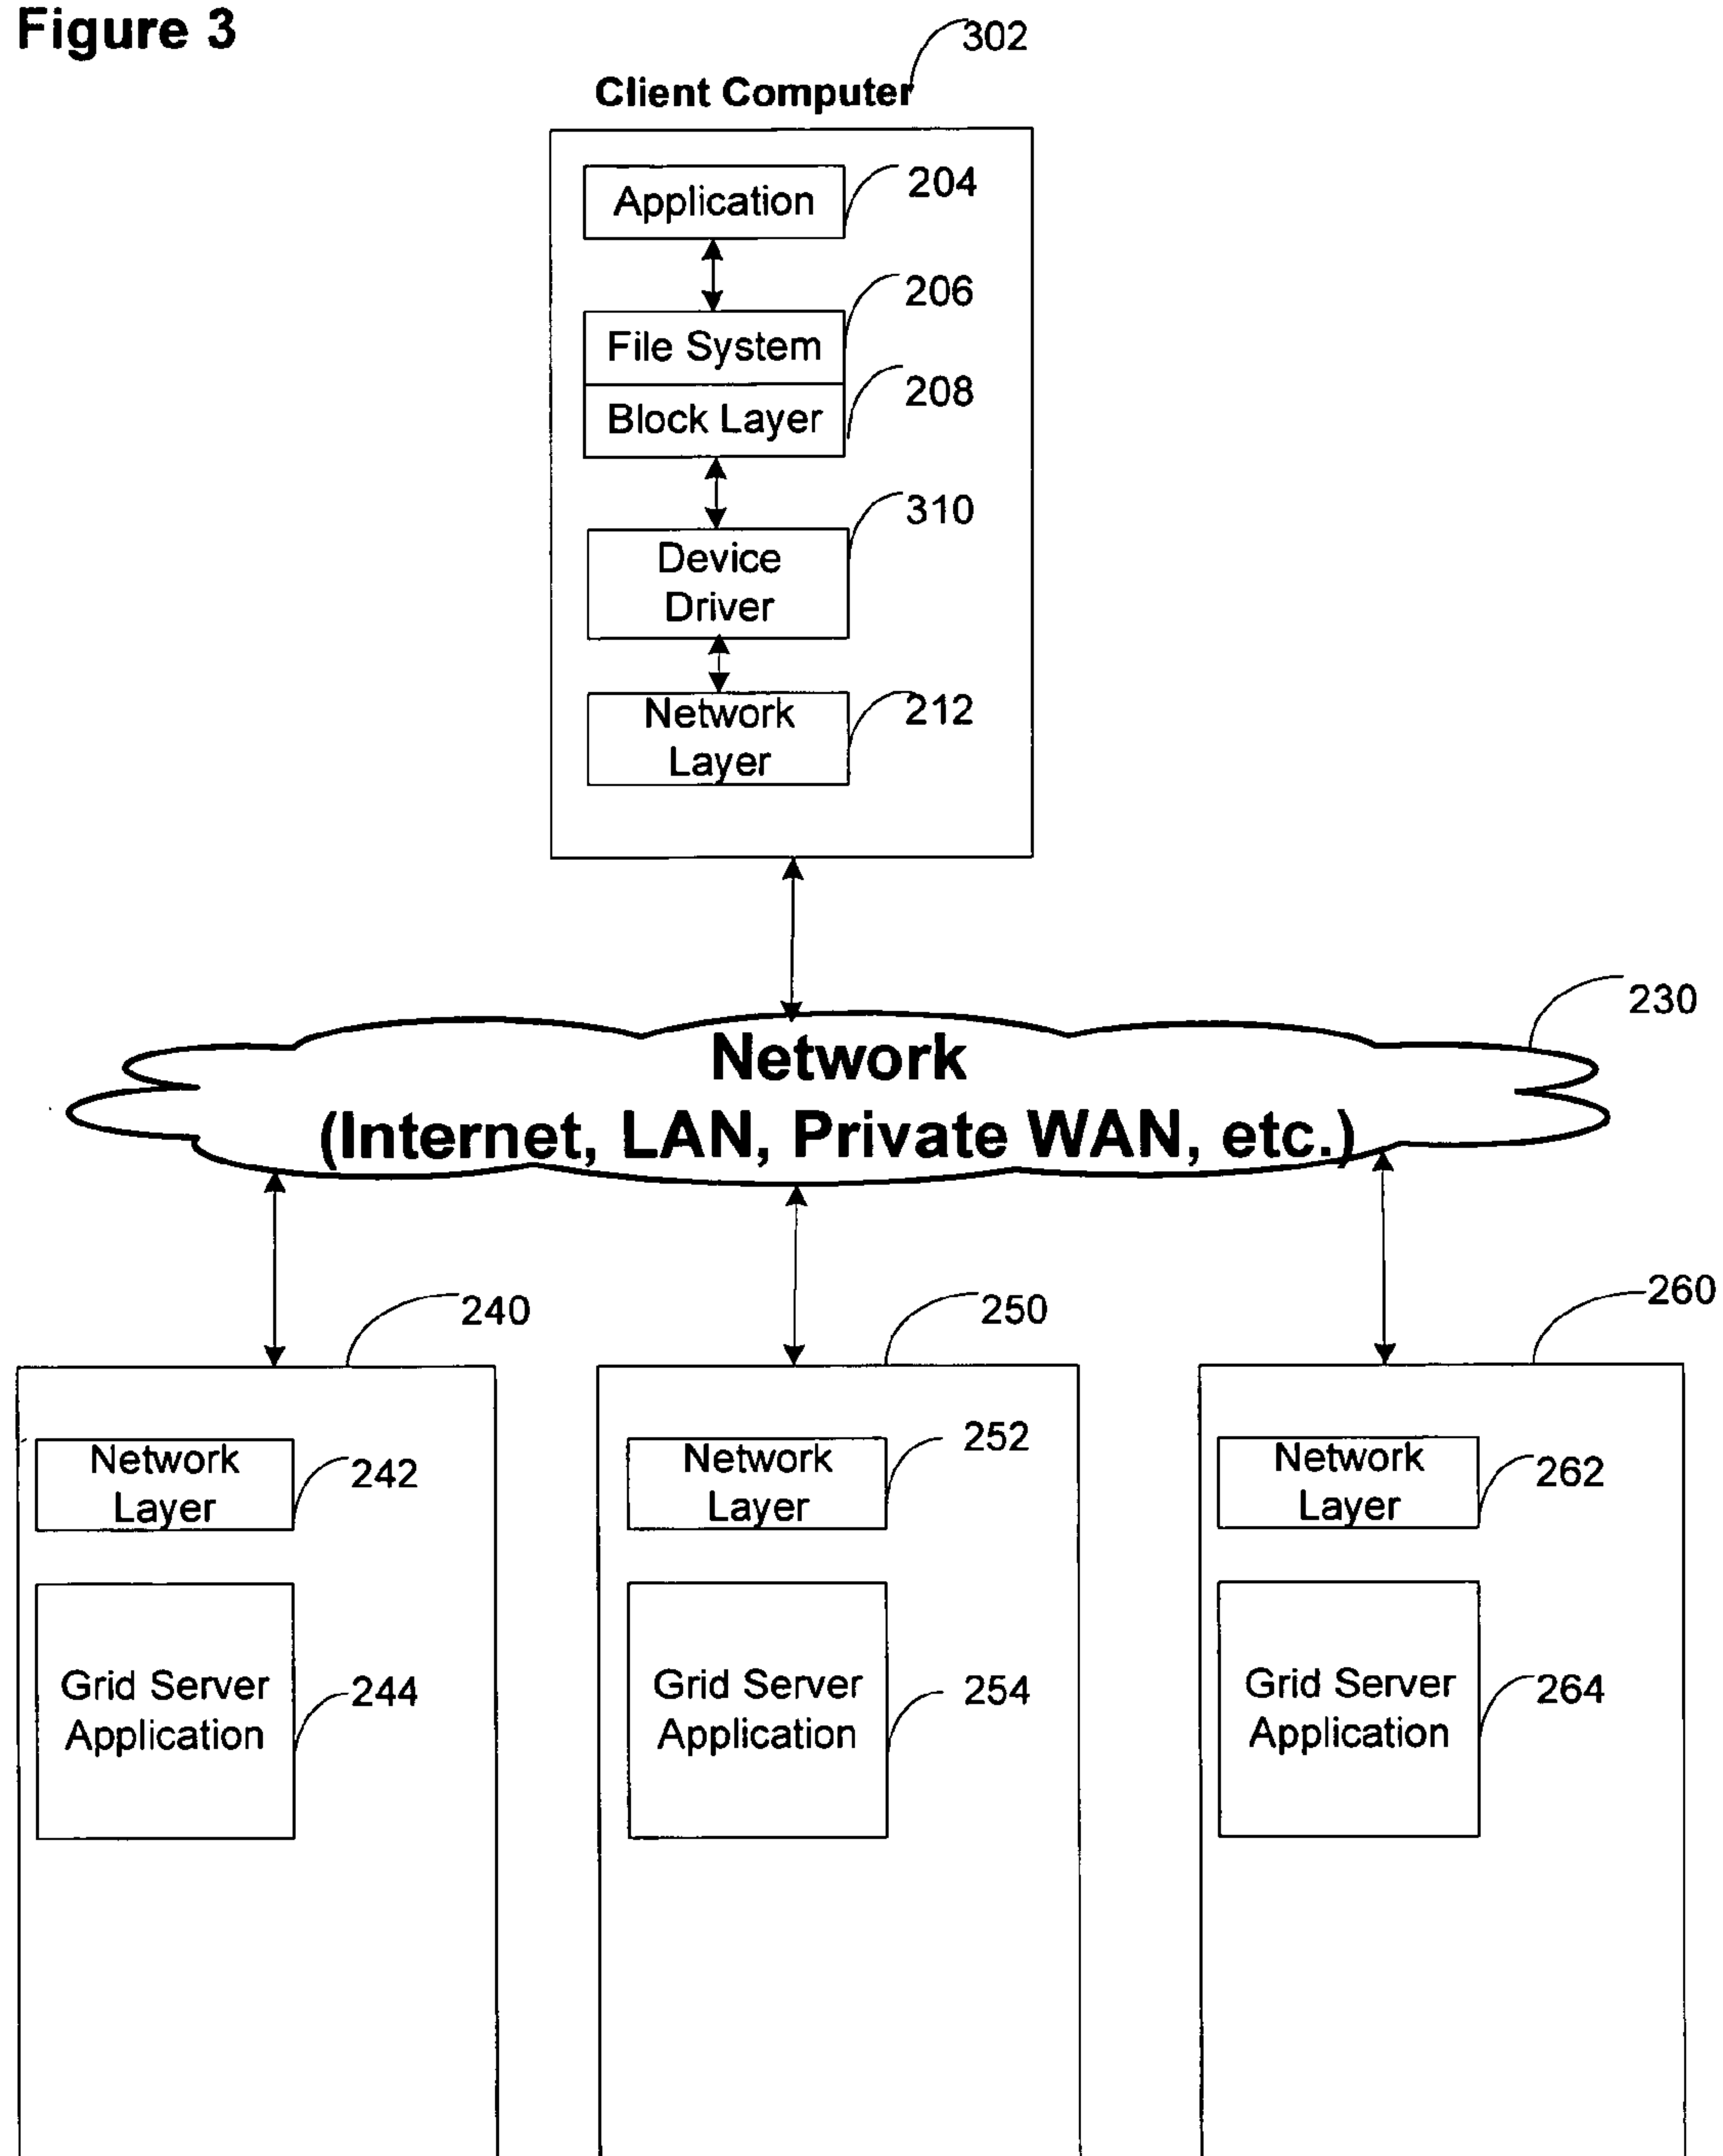 Figure 3
302
Client Computer
Application
204
206
File System
208
Block Layer
310
Device
Driver
212
Network
Layer
230
Network
(Internet, LAN, Private WAN, etc.)
240
250
260
Network
Layer
242
Network
Layer
252
Network
Layer
262
Grid Server
Application
244
Grid Server
Application
254
Grid Server
Application
264